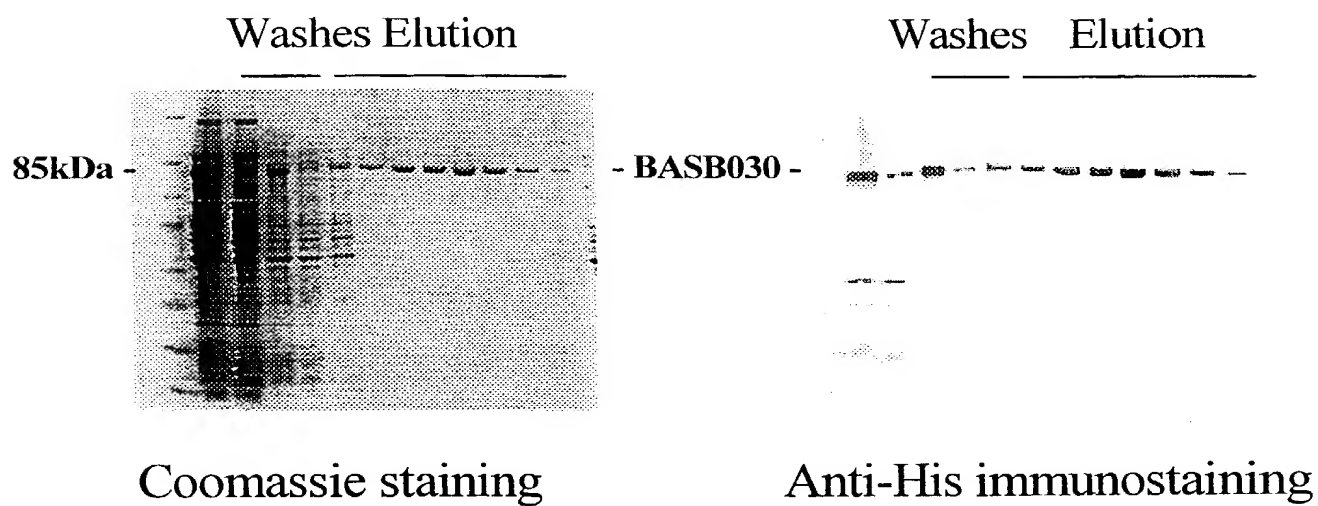 Washes Elution
Washes Elution
85kDa -
- BASB030 -
Coomassie staining
Anti-His immunostaining